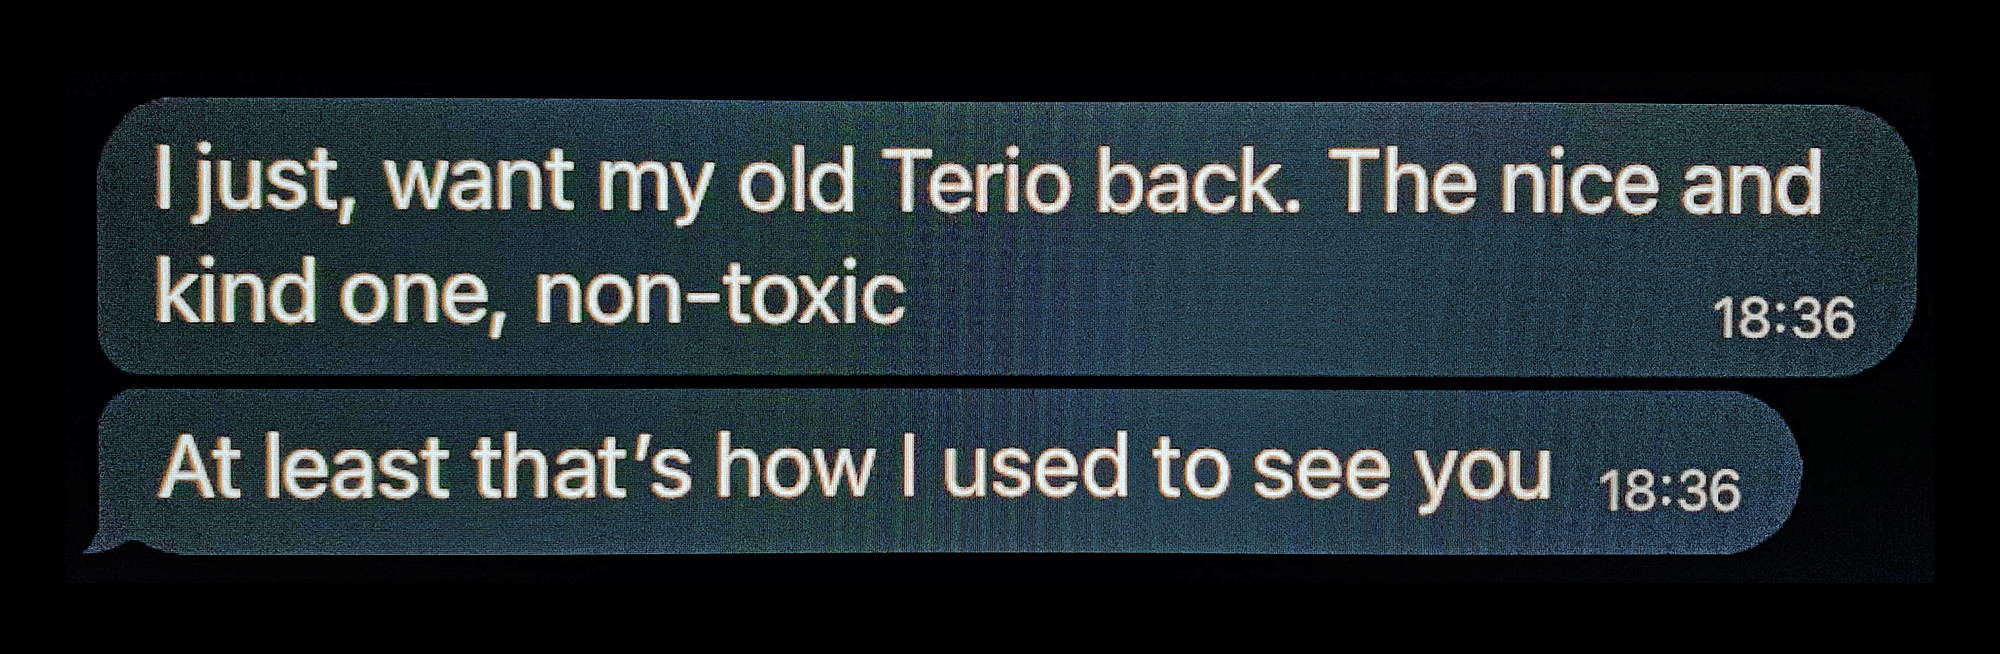 I just, want my old Terio back. The nice and
kind one, non-toxic
18:36
At least that's how I used to see you 18:36